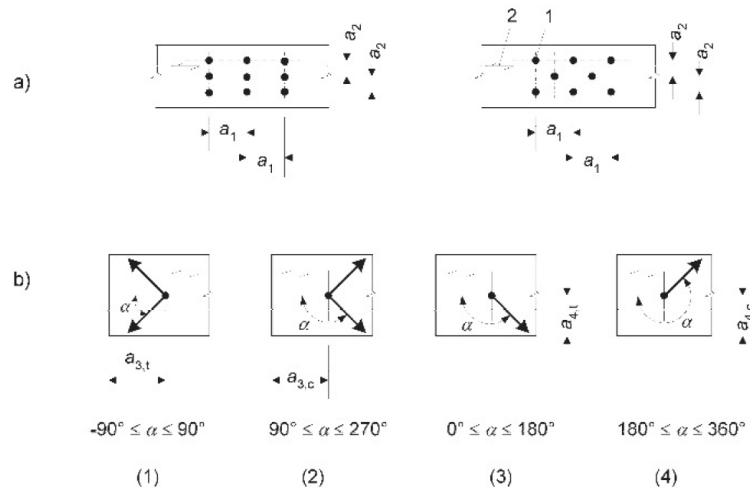 a)
2
1
a2
a2
a2
a2
a1
a1
a1
a1
b)
α
α
α
α
a3,t
a3,c
a4,t
a4,c
-90° ≤ α ≤ 90°
90° ≤ α ≤ 270°
0° ≤ α ≤ 180°
180° ≤ α ≤ 360°
(1)
(2)
(3)
(4)